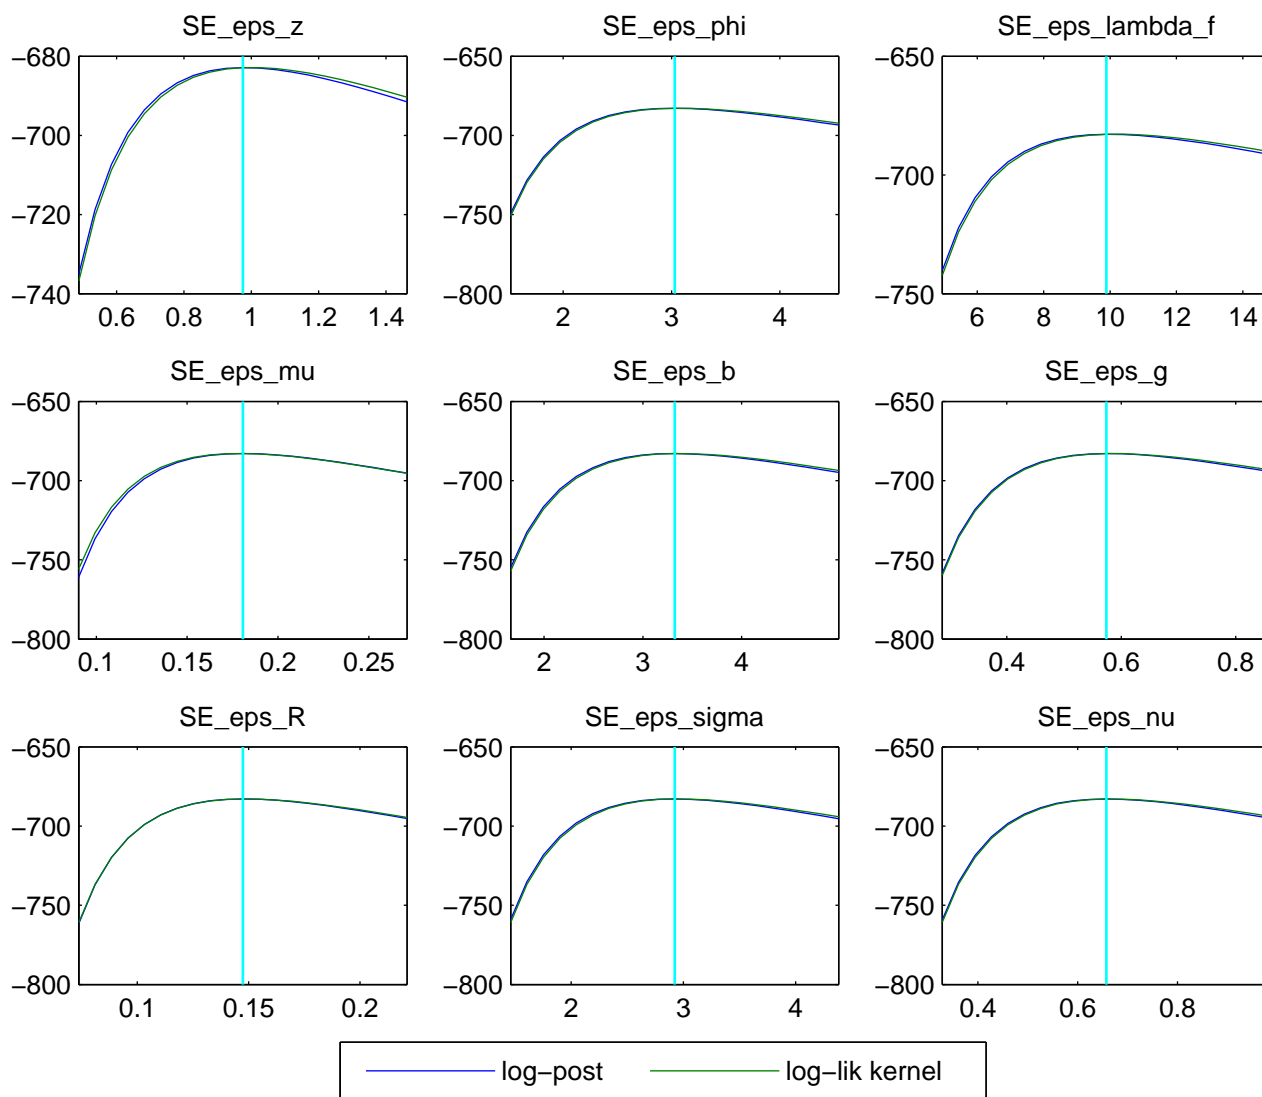 SE_eps_z
SE_eps_phi
SE_eps_lambda_f
−680
−700
−720
−740
0.6 0.8 1 1.2 1.4
−650
−700
−750
−800
2 3 4
−650
−700
−750
6 8 10 12 14
SE_eps_mu
SE_eps_b
SE_eps_g
−650
−700
−750
−800
0.1 0.15 0.2 0.25
−650
−700
−750
−800
2 4
−650
−700
−750
−800
0.4 0.6 0.8
SE_eps_R
SE_eps_sigma
SE_eps_nu
−650
−700
−750
−800
0.1 0.15 0.2
−650
−700
−750
−800
2 3 4
−650
−700
−750
−800
0.4 0.6 0.8
log−post log−lik kernel